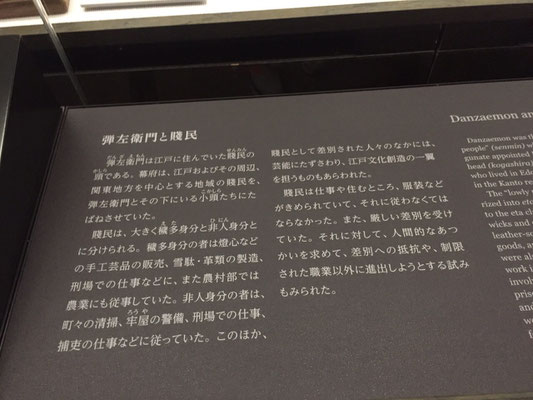 弾左衛門と賤民
弾左衛門は江戸に住んでいた賤民の
頭である。幕府は、江戸およびその周辺、
関東地方を中心とする地域の賤民を、
弾左衛門とその下にいる小頭たちにた
ばねさせていた。
賤民は、大きく穢多身分と非人身分と
に分けられる。穢多身分の者は燈心など
の手工芸品の販売、雪駄・革類の製造、
刑場での仕事などに、また農村部では
農業にも従事していた。非人身分の者は、
町々の清掃、牢屋の警備、刑場での仕事、
捕吏の仕事などに従っていた。このほか、
賤民として差別された人々のなかには、
芸能にたずさわり、江戸文化創造の一翼
を担うものもあらわれた。
賤民は仕事や住むところ、服装など
がきめられていて、それに従わなくては
ならなかった。また、厳しい差別を受け
ていた。それに対して、人間的なあつ
かいを求めて、差別への抵抗や、制限
された職業以外に進出しようとする試み
もみられた。
Danzaemon an
Danzaemon was th
people" (senmin) w
gunate appointed
head (kogashira)
who lived in Edo
in the Kanto re
The "lowly
rized into
to the eta cl
wicks and
leather-s
goods, a
were al
work i
invol
pris
and
wo
f